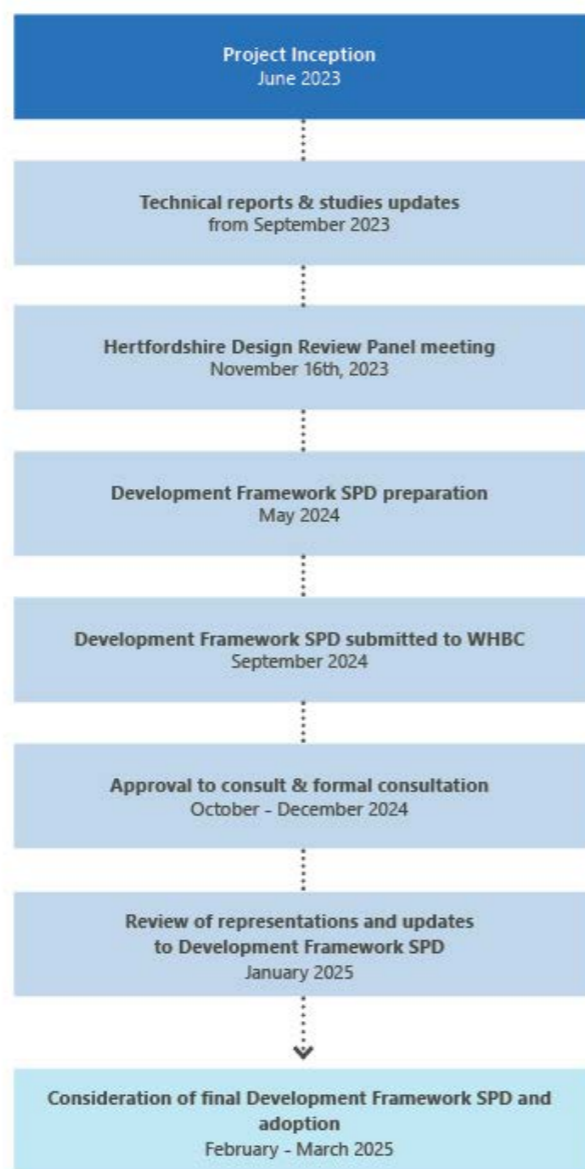 Project Inception
June 2023
Technical reports & studies updates
from September 2023
Hertfordshire Design Review Panel meeting
November 16th, 2023
Development Framework SPD preparation
May 2024
Development Framework SPD submitted to WHBC
September 2024
Approval to consult & formal consultation
October - December 2024
Review of representations and updates
to Development Framework SPD
January 2025
Consideration of final Development Framework SPD and
adoption
February - March 2025